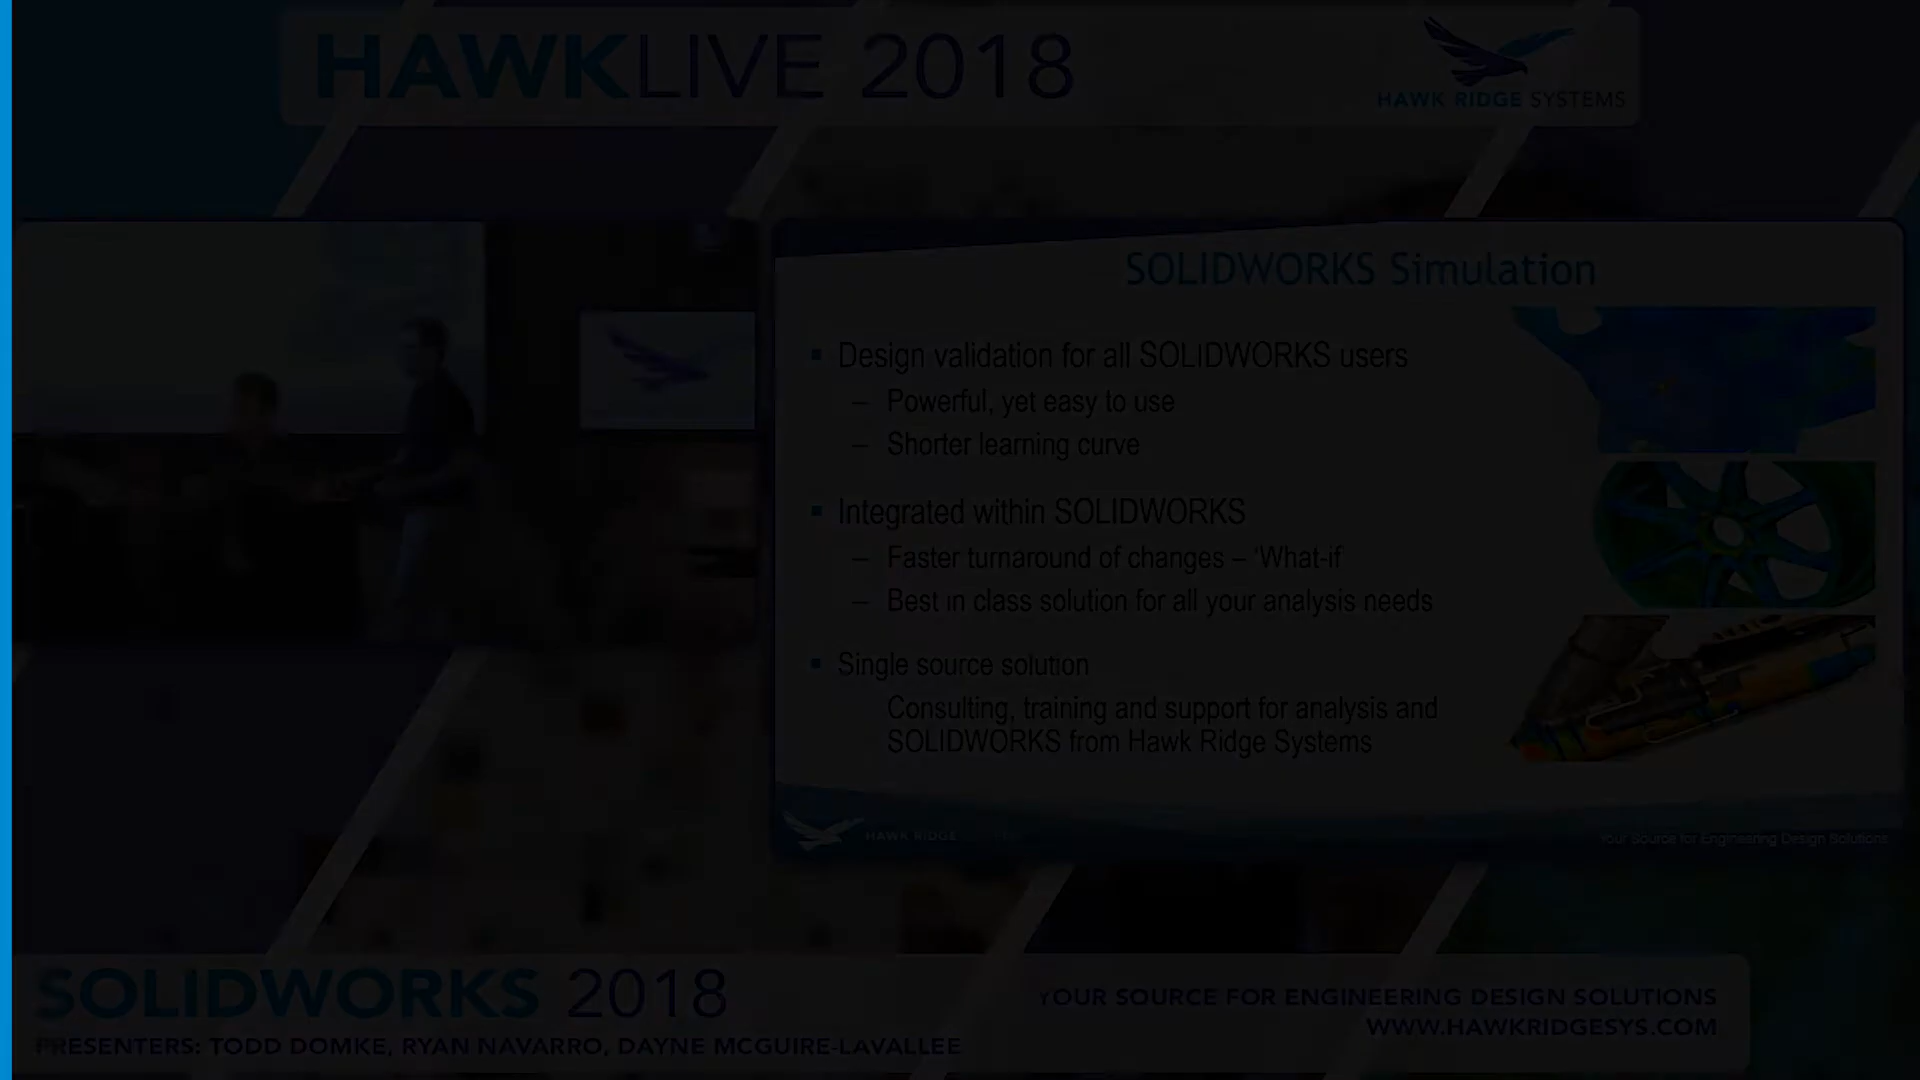 HAWKLIVE 2018
HAWK RIDGE SYSTEMS
SOLIDWORKS Simulation
▪ Design validation for all SOLIDWORKS users
– Powerful, yet easy to use
– Shorter learning curve
▪ Integrated within SOLIDWORKS
– Faster turnaround of changes – ‘What-if
– Best in class solution for all your analysis needs
▪ Single source solution
Consulting, training and support for analysis and
SOLIDWORKS from Hawk Ridge Systems
HAWK RIDGE
Your Source for Engineering Design Solutions
SOLIDWORKS 2018
PRESENTERS: TODD DOMKE, RYAN NAVARRO, DAYNE MCGUIRE-LAVALLEE
YOUR SOURCE FOR ENGINEERING DESIGN SOLUTIONS
WWW.HAWKRIDGESYS.COM